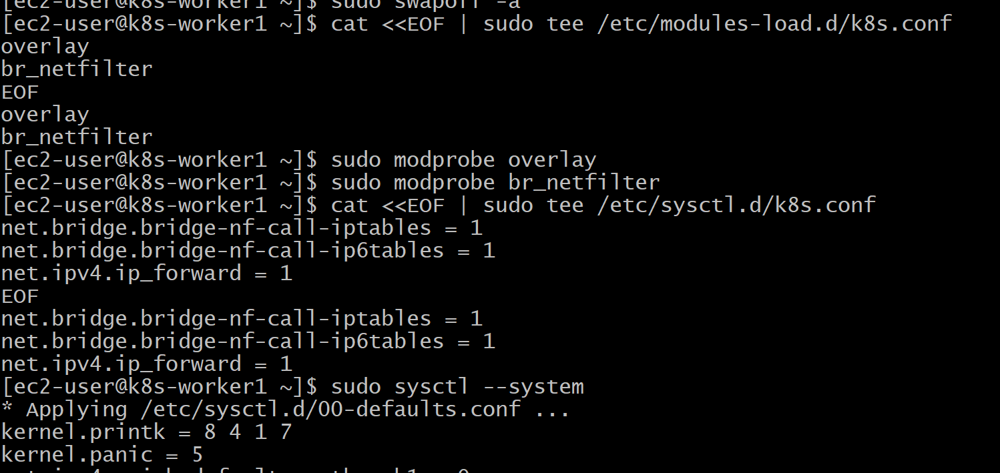 [ec2-user@k8s-worker1 ~]$ sudo swapoff -a
[ec2-user@k8s-worker1 ~]$ cat <<EOF | sudo tee /etc/modules-load.d/k8s.conf
overlay
br_netfilter
EOF
overlay
br_netfilter
[ec2-user@k8s-worker1 ~]$ sudo modprobe overlay
[ec2-user@k8s-worker1 ~]$ sudo modprobe br_netfilter
[ec2-user@k8s-worker1 ~]$ cat <<EOF | sudo tee /etc/sysctl.d/k8s.conf
net.bridge.bridge-nf-call-iptables = 1
net.bridge.bridge-nf-call-ip6tables = 1
net.ipv4.ip_forward = 1
EOF
net.bridge.bridge-nf-call-iptables = 1
net.bridge.bridge-nf-call-ip6tables = 1
net.ipv4.ip_forward = 1
[ec2-user@k8s-worker1 ~]$ sudo sysctl --system
* Applying /etc/sysctl.d/00-defaults.conf ...
kernel.printk = 8 4 1 7
kernel.panic = 5